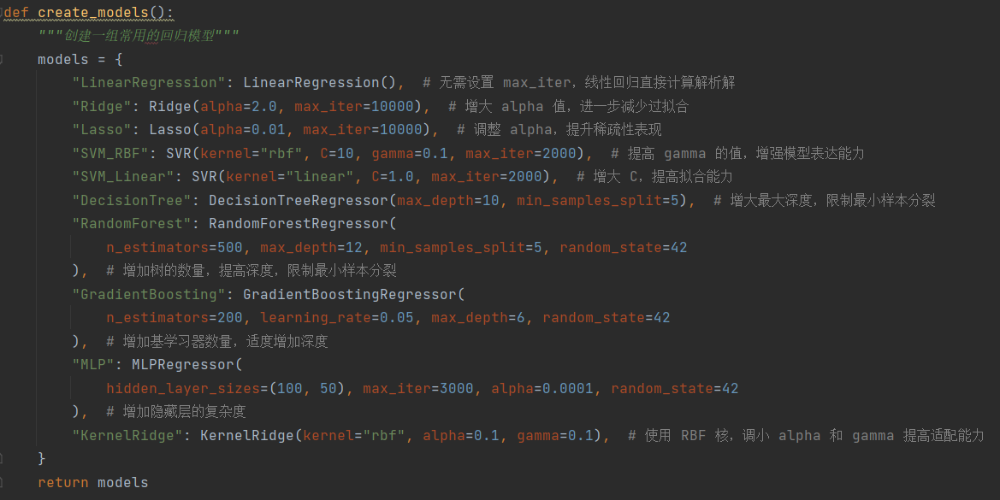 def create_models():
    """创建一组常用的回归模型"""
    models = {
        "LinearRegression": LinearRegression(),  # 无需设置 max_iter，线性回归直接计算解析解
        "Ridge": Ridge(alpha=2.0, max_iter=10000),  # 增大 alpha 值，进一步减少过拟合
        "Lasso": Lasso(alpha=0.01, max_iter=10000),  # 调整 alpha，提升稀疏性表现
        "SVM_RBF": SVR(kernel="rbf", C=10, gamma=0.1, max_iter=2000),  # 提高 gamma 的值，增强模型表达能力
        "SVM_Linear": SVR(kernel="linear", C=1.0, max_iter=2000),  # 增大 C，提高拟合能力
        "DecisionTree": DecisionTreeRegressor(max_depth=10, min_samples_split=5),  # 增大最大深度，限制最小样本分裂
        "RandomForest": RandomForestRegressor(
            n_estimators=500, max_depth=12, min_samples_split=5, random_state=42
        ),  # 增加树的数量，提高深度，限制最小样本分裂
        "GradientBoosting": GradientBoostingRegressor(
            n_estimators=200, learning_rate=0.05, max_depth=6, random_state=42
        ),  # 增加基学习器数量，适度增加深度
        "MLP": MLPRegressor(
            hidden_layer_sizes=(100, 50), max_iter=3000, alpha=0.0001, random_state=42
        ),  # 增加隐藏层的复杂度
        "KernelRidge": KernelRidge(kernel="rbf", alpha=0.1, gamma=0.1),  # 使用 RBF 核，调小 alpha 和 gamma 提高适配能力
    }
    return models